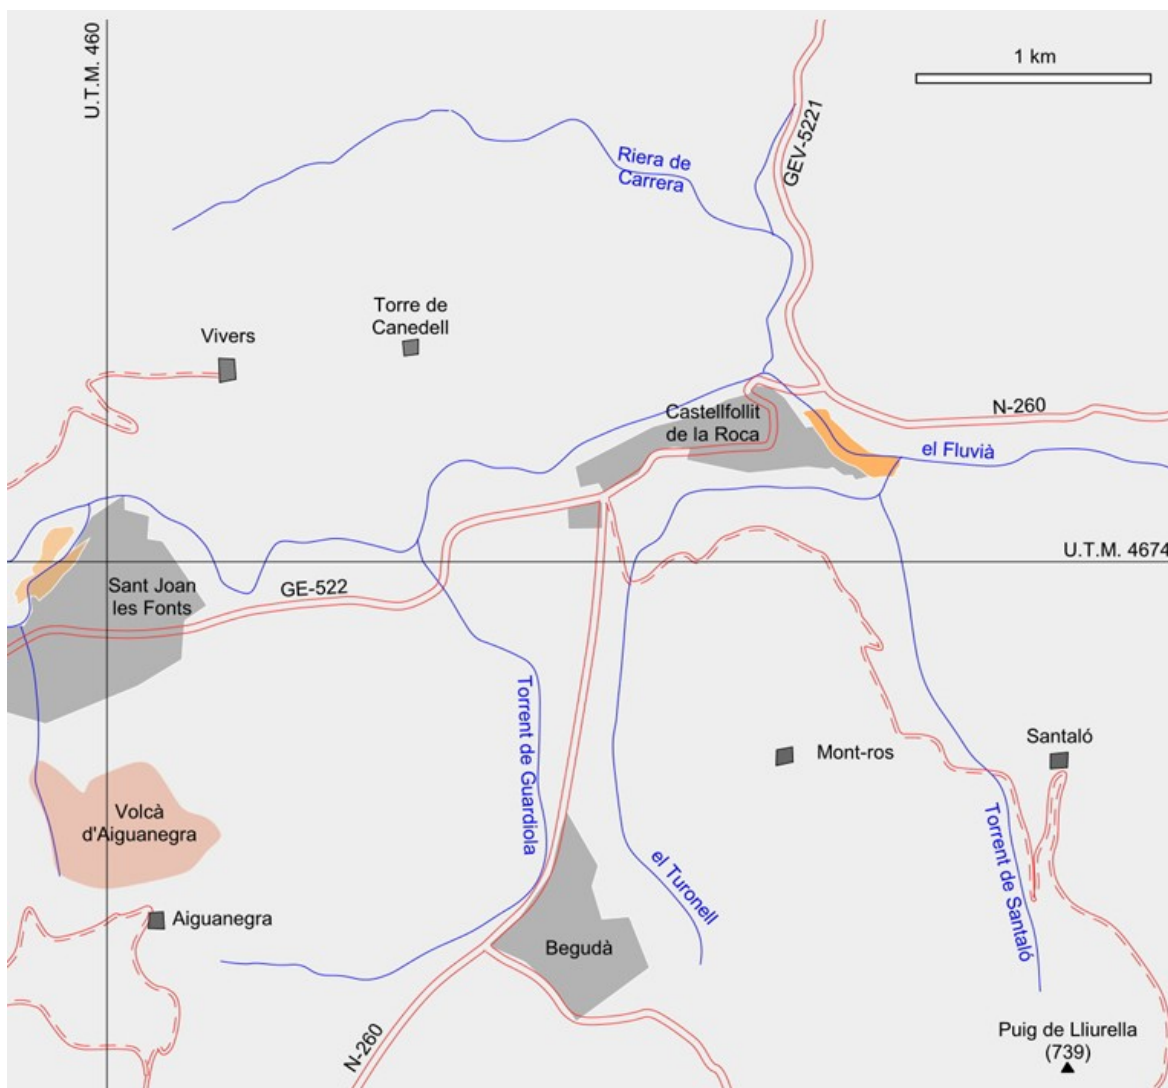 U.T.M. 460
1 km
GEV-5221
Riera de
Carrera
Torre de
Canedell
Vivers
Castellfollit
de la Roca
N-260
el Fluvià
U.T.M. 4674
Sant Joan
les Fonts
GE-522
Torrent de Guardiola
Mont-ros
Santaló
Volcà
d'Aiguanegra
el Turonell
Torrent de Santaló
Aiguanegra
Begudà
N-260
Puig de Lliurella
(739)